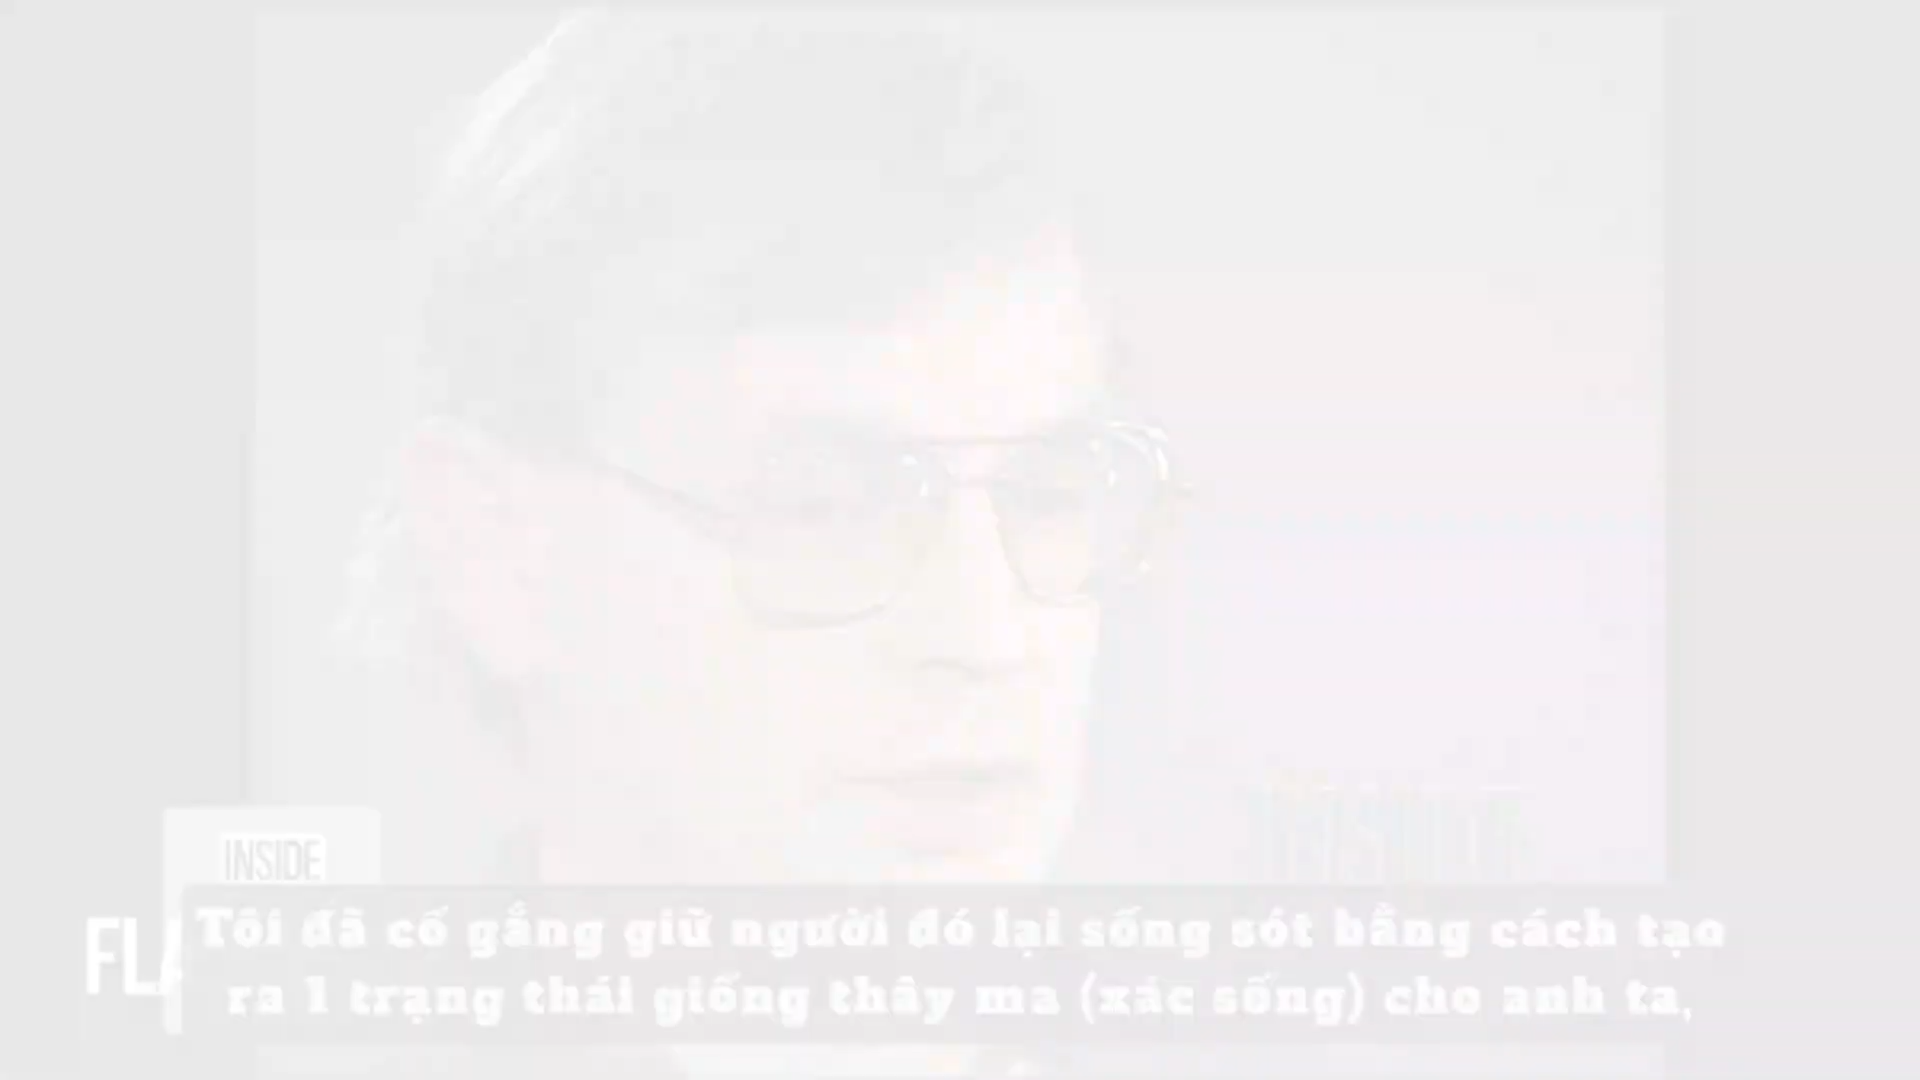 INSIDE
FLA
Tôi đã cố gắng giữ người đó lại sống sót bằng cách tạo
ra 1 trạng thái giống thây ma (xác sống) cho anh ta,